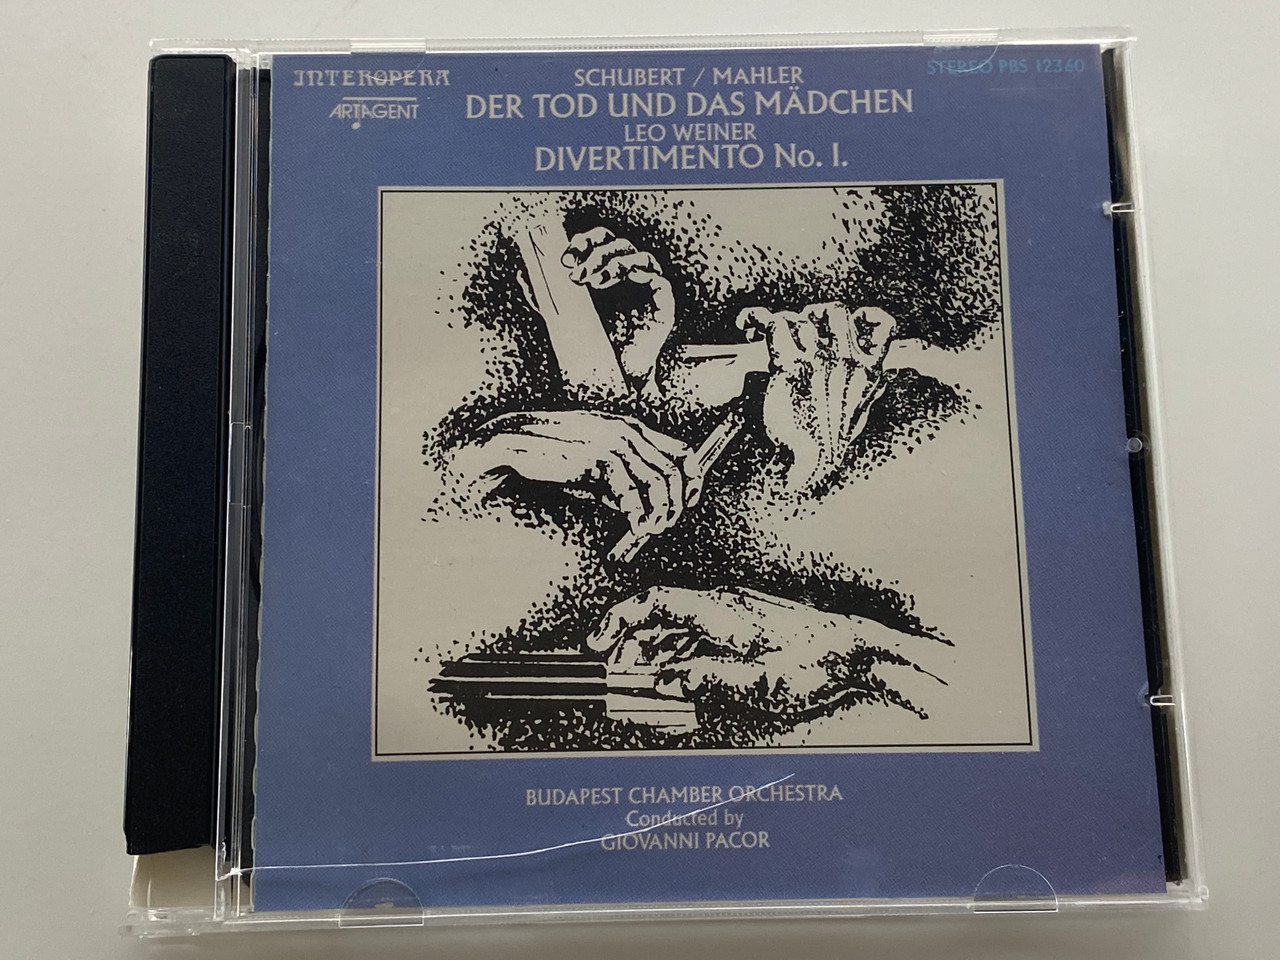 INTEROPERA
ARTAGENT
SCHUBERT / MAHLER
DER TOD UND DAS MÄDCHEN
LEO WEINER
DIVERTIMENTO No. I.
STEREO PBS 12360
BUDAPEST CHAMBER ORCHESTRA
Conducted by
GIOVANNI PACOR